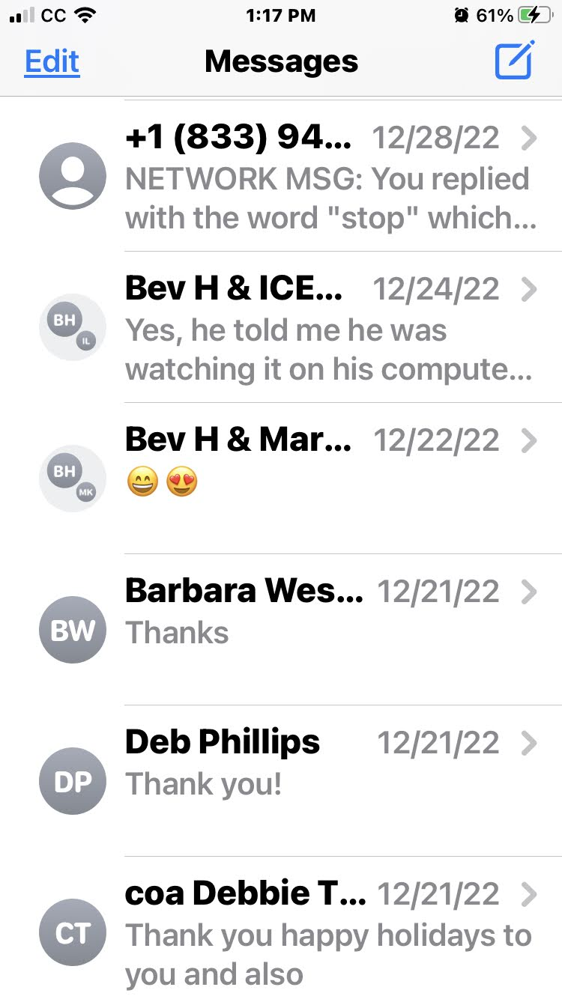 CC 1:17 PM 61%
Edit Messages
+1 (833) 94... 12/28/22
NETWORK MSG: You replied
with the word "stop" which...
BH IL Bev H & ICE... 12/24/22
Yes, he told me he was
watching it on his compute...
BH MK Bev H & Mar... 12/22/22
😄 😍
BW Barbara Wes... 12/21/22
Thanks
DP Deb Phillips 12/21/22
Thank you!
CT coa Debbie T... 12/21/22
Thank you happy holidays to
you and also